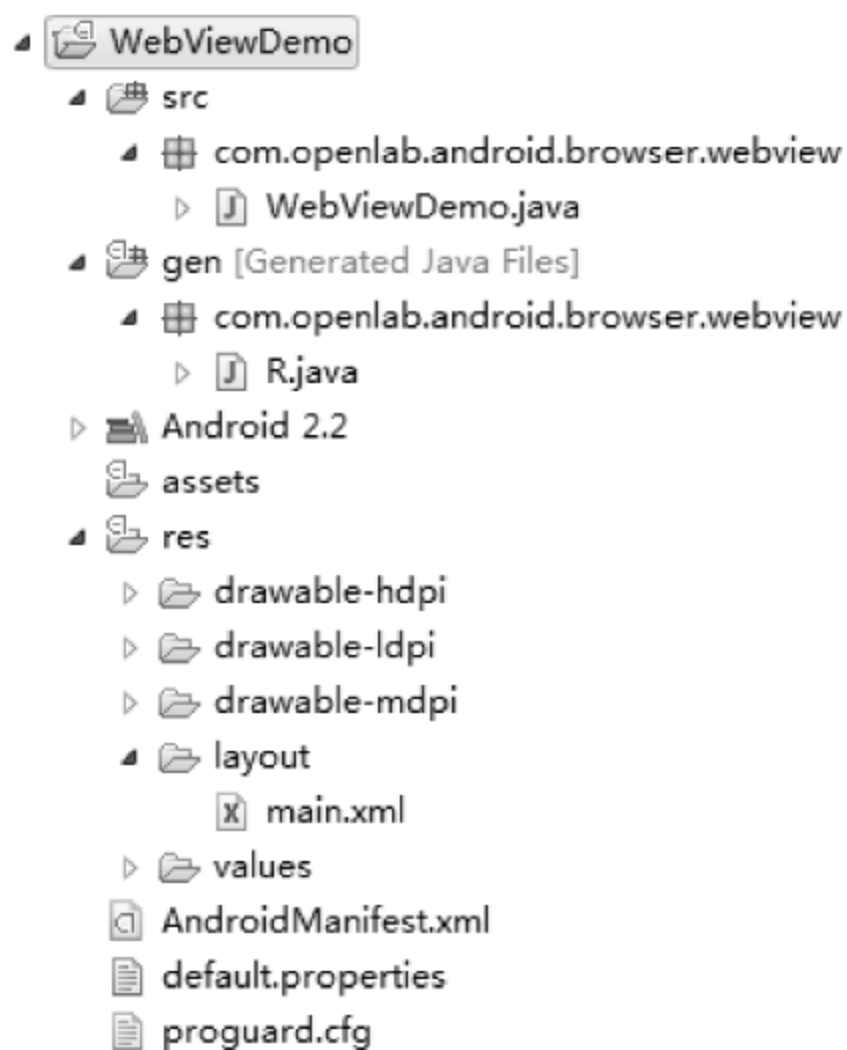 WebViewDemo
src
com.openlab.android.browser.webview
WebViewDemo.java
gen [Generated Java Files]
com.openlab.android.browser.webview
R.java
Android 2.2
assets
res
drawable-hdpi
drawable-ldpi
drawable-mdpi
layout
main.xml
values
AndroidManifest.xml
default.properties
proguard.cfg